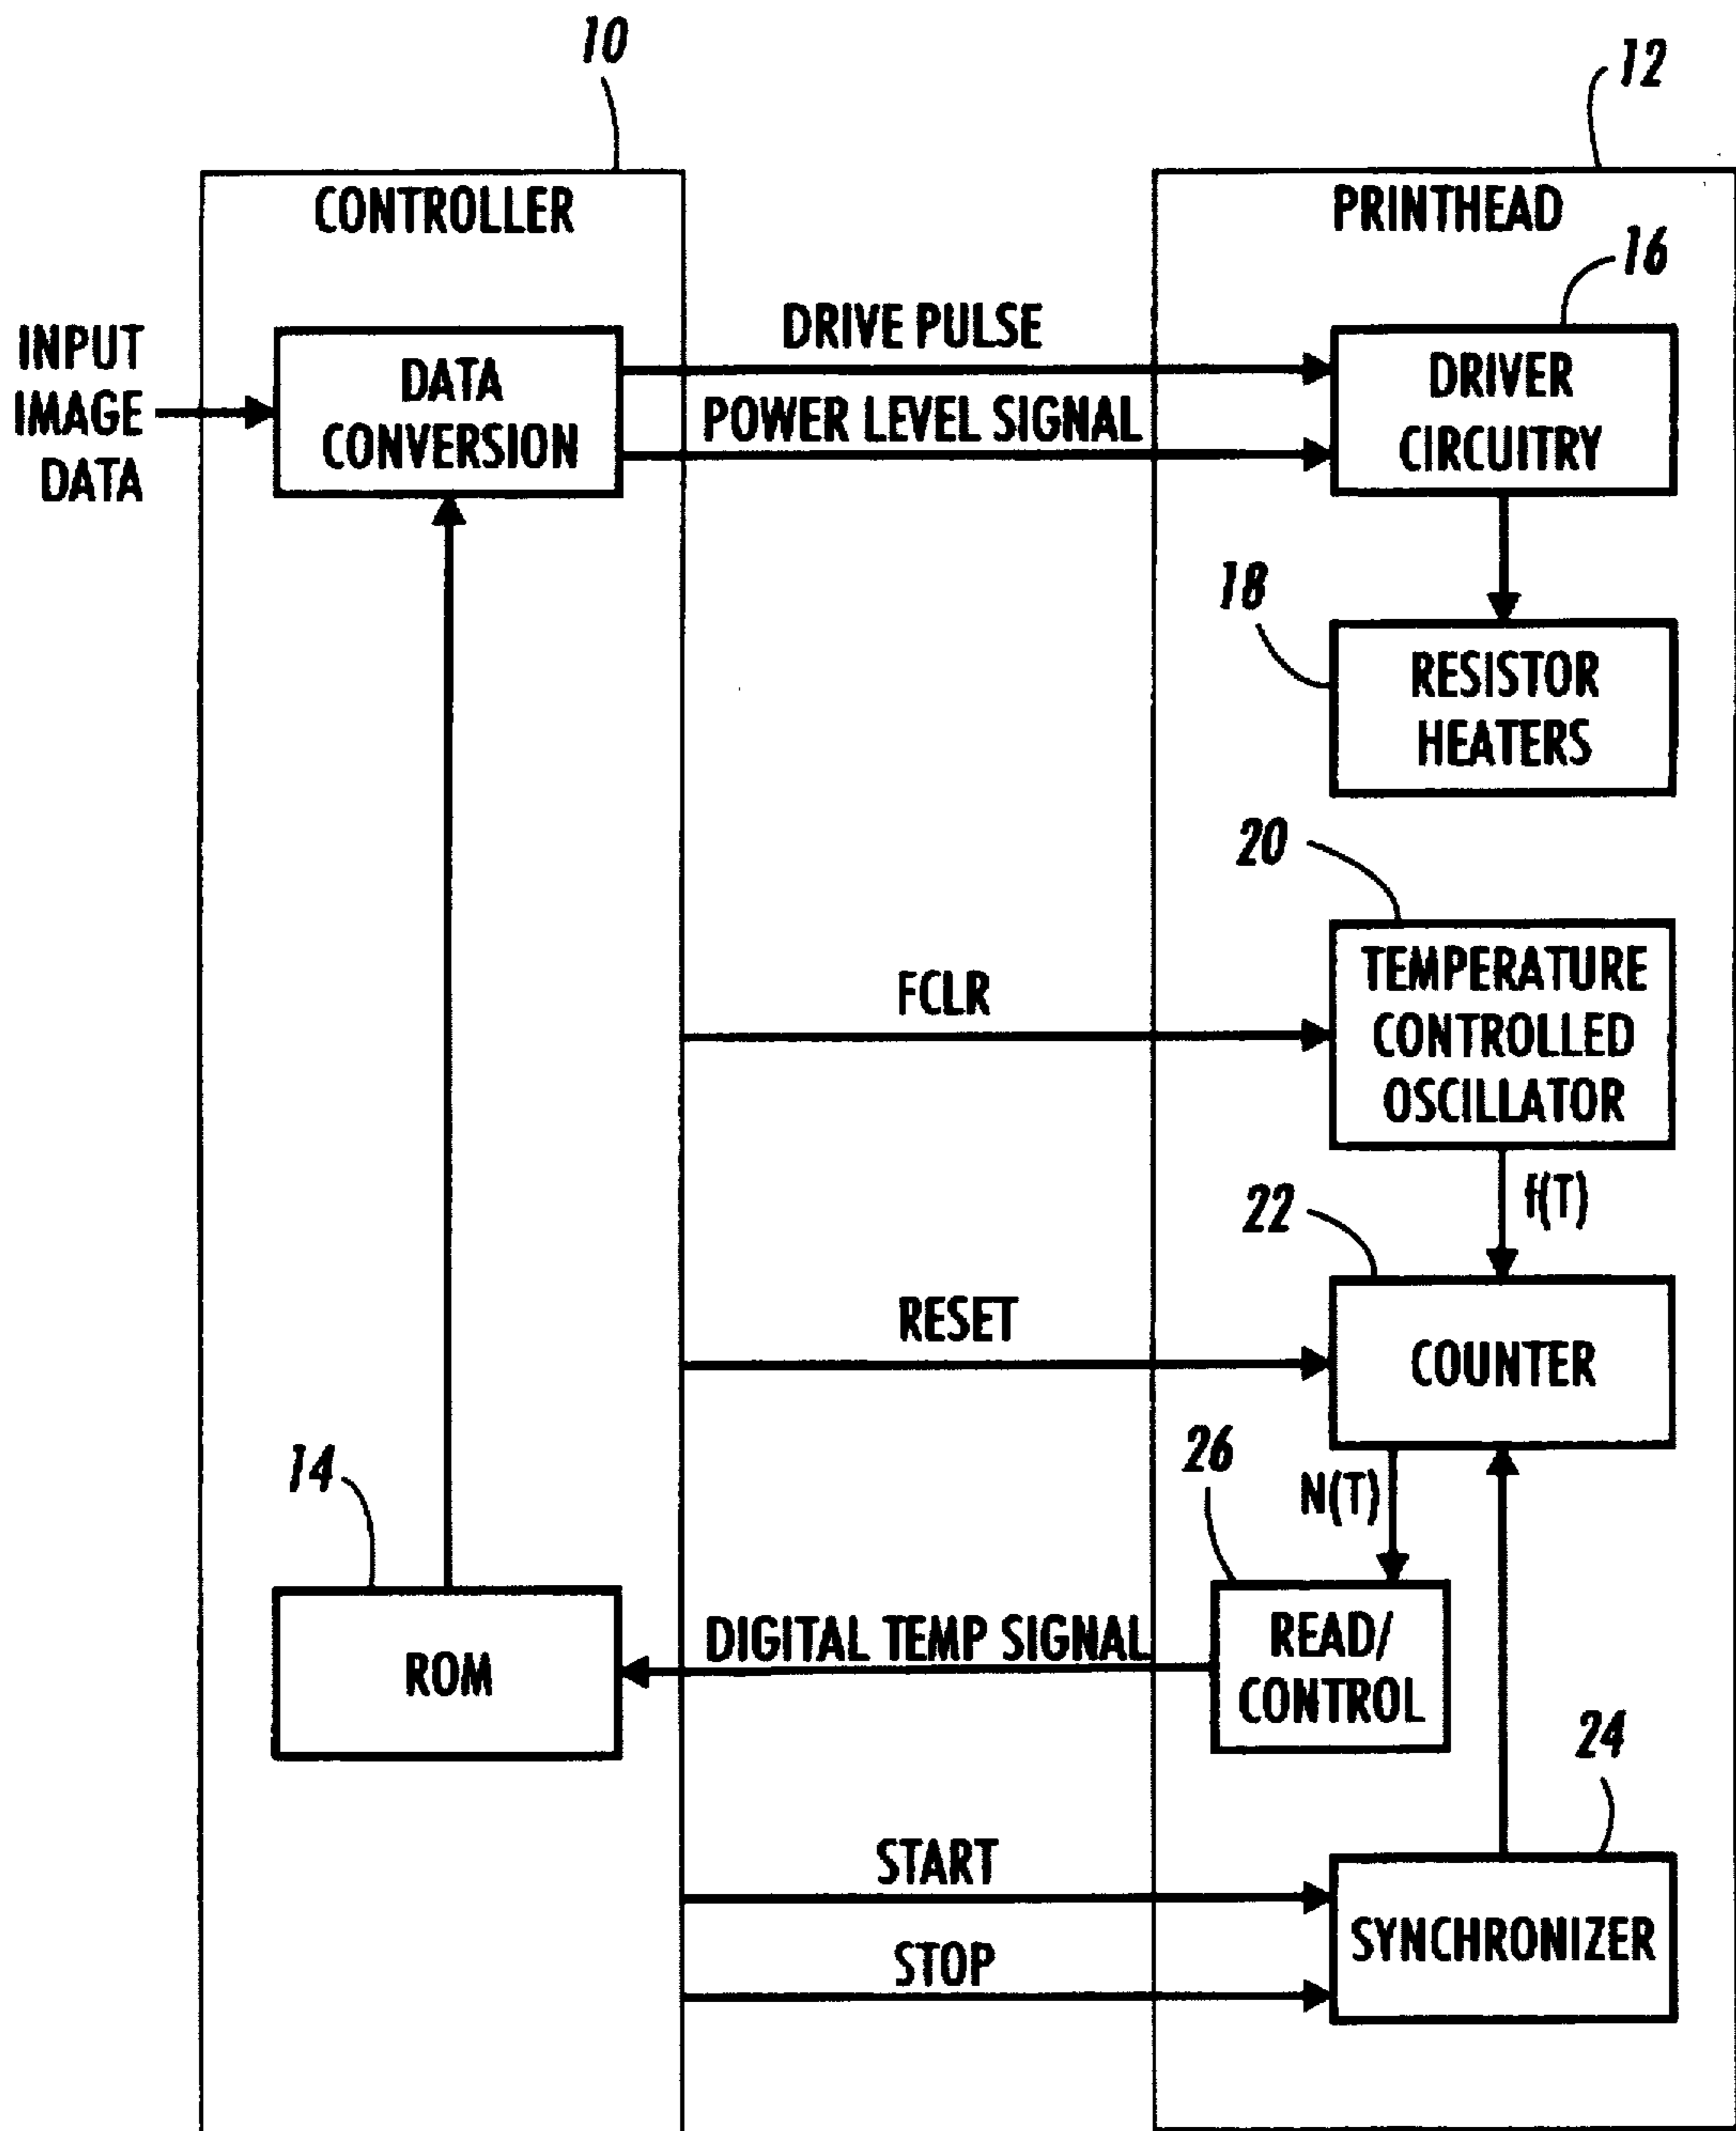 10
12
CONTROLLER
PRINTHEAD
16
INPUT
IMAGE
DATA
DATA
CONVERSION
DRIVE PULSE
POWER LEVEL SIGNAL
DRIVER
CIRCUITRY
18
RESISTOR
HEATERS
20
FCLR
TEMPERATURE
CONTROLLED
OSCILLATOR
f(T)
22
RESET
COUNTER
14
26
N(T)
ROM
DIGITAL TEMP SIGNAL
READ/
CONTROL
24
START
STOP
SYNCHRONIZER